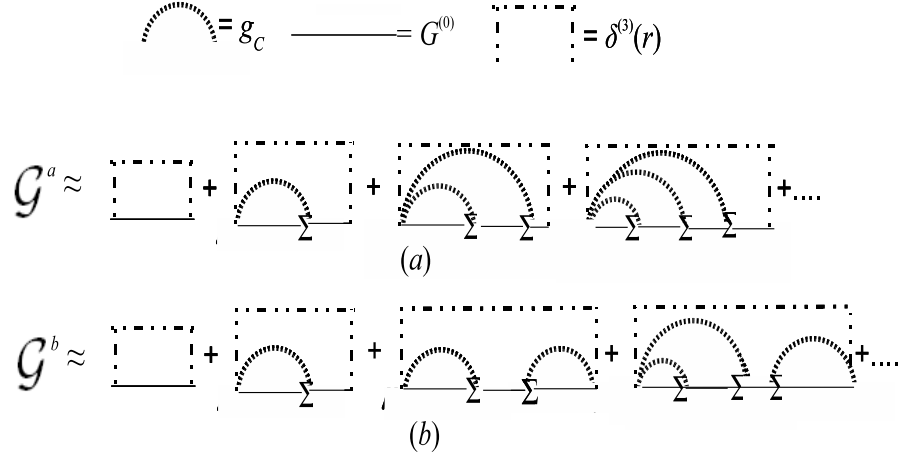 = g_C = G^(0) = δ^(3)(r)
𝒢^a ≈ + Σ + Σ Σ + Σ Σ Σ +....
(a)
𝒢^b ≈ + Σ + Σ Σ + Σ Σ Σ +....
(b)